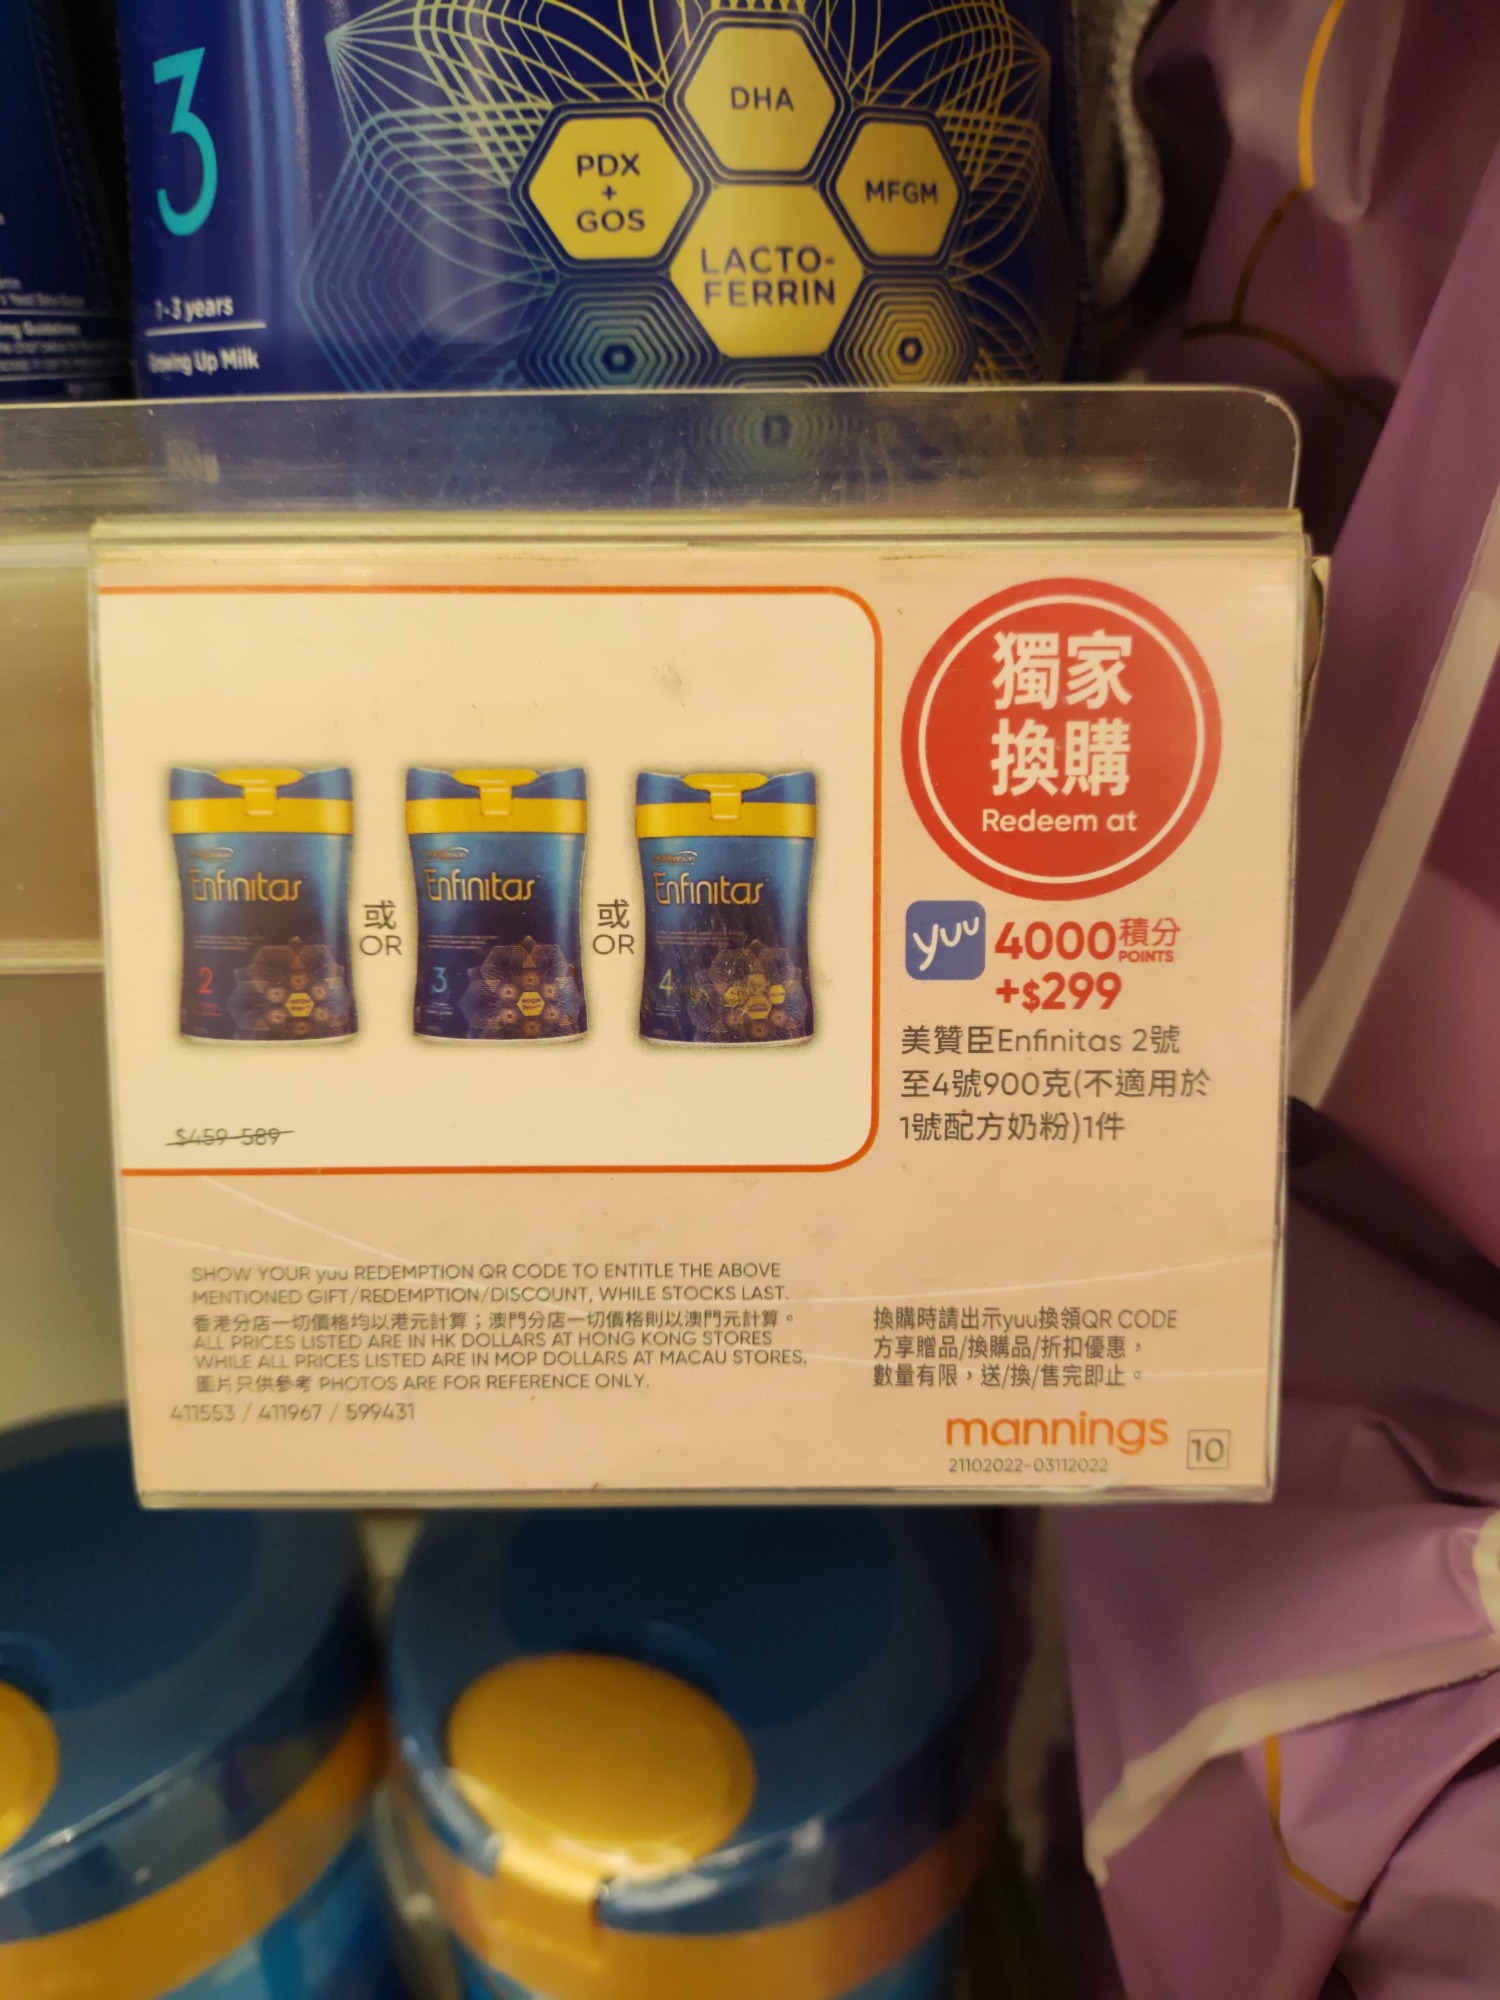 3
1-3 years
Growing Up Milk
DHA
PDX
+
GOS
MFGM
LACTO-
FERRIN
獨家
換購
Redeem at
yuu 4000積分
POINTS
+$299
美贊臣Enfinitas 2號
至4號900克(不適用於
1號配方奶粉)1件
Enfinitas
2
或
OR
Enfinitas
3
或
OR
Enfinitas
4
$459-589
SHOW YOUR yuu REDEMPTION QR CODE TO ENTITLE THE ABOVE
MENTIONED GIFT/REDEMPTION/DISCOUNT, WHILE STOCKS LAST.
香港分店一切價格均以港元計算；澳門分店一切價格則以澳門元計算。
ALL PRICES LISTED ARE IN HK DOLLARS AT HONG KONG STORES
WHILE ALL PRICES LISTED ARE IN MOP DOLLARS AT MACAU STORES.
圖片只供參考 PHOTOS ARE FOR REFERENCE ONLY.
411553 / 411967 / 599431
換購時請出示yuu換領QR CODE
方享贈品/換購品/折扣優惠，
數量有限，送/換/售完即止。
mannings
21102022-03112022
10